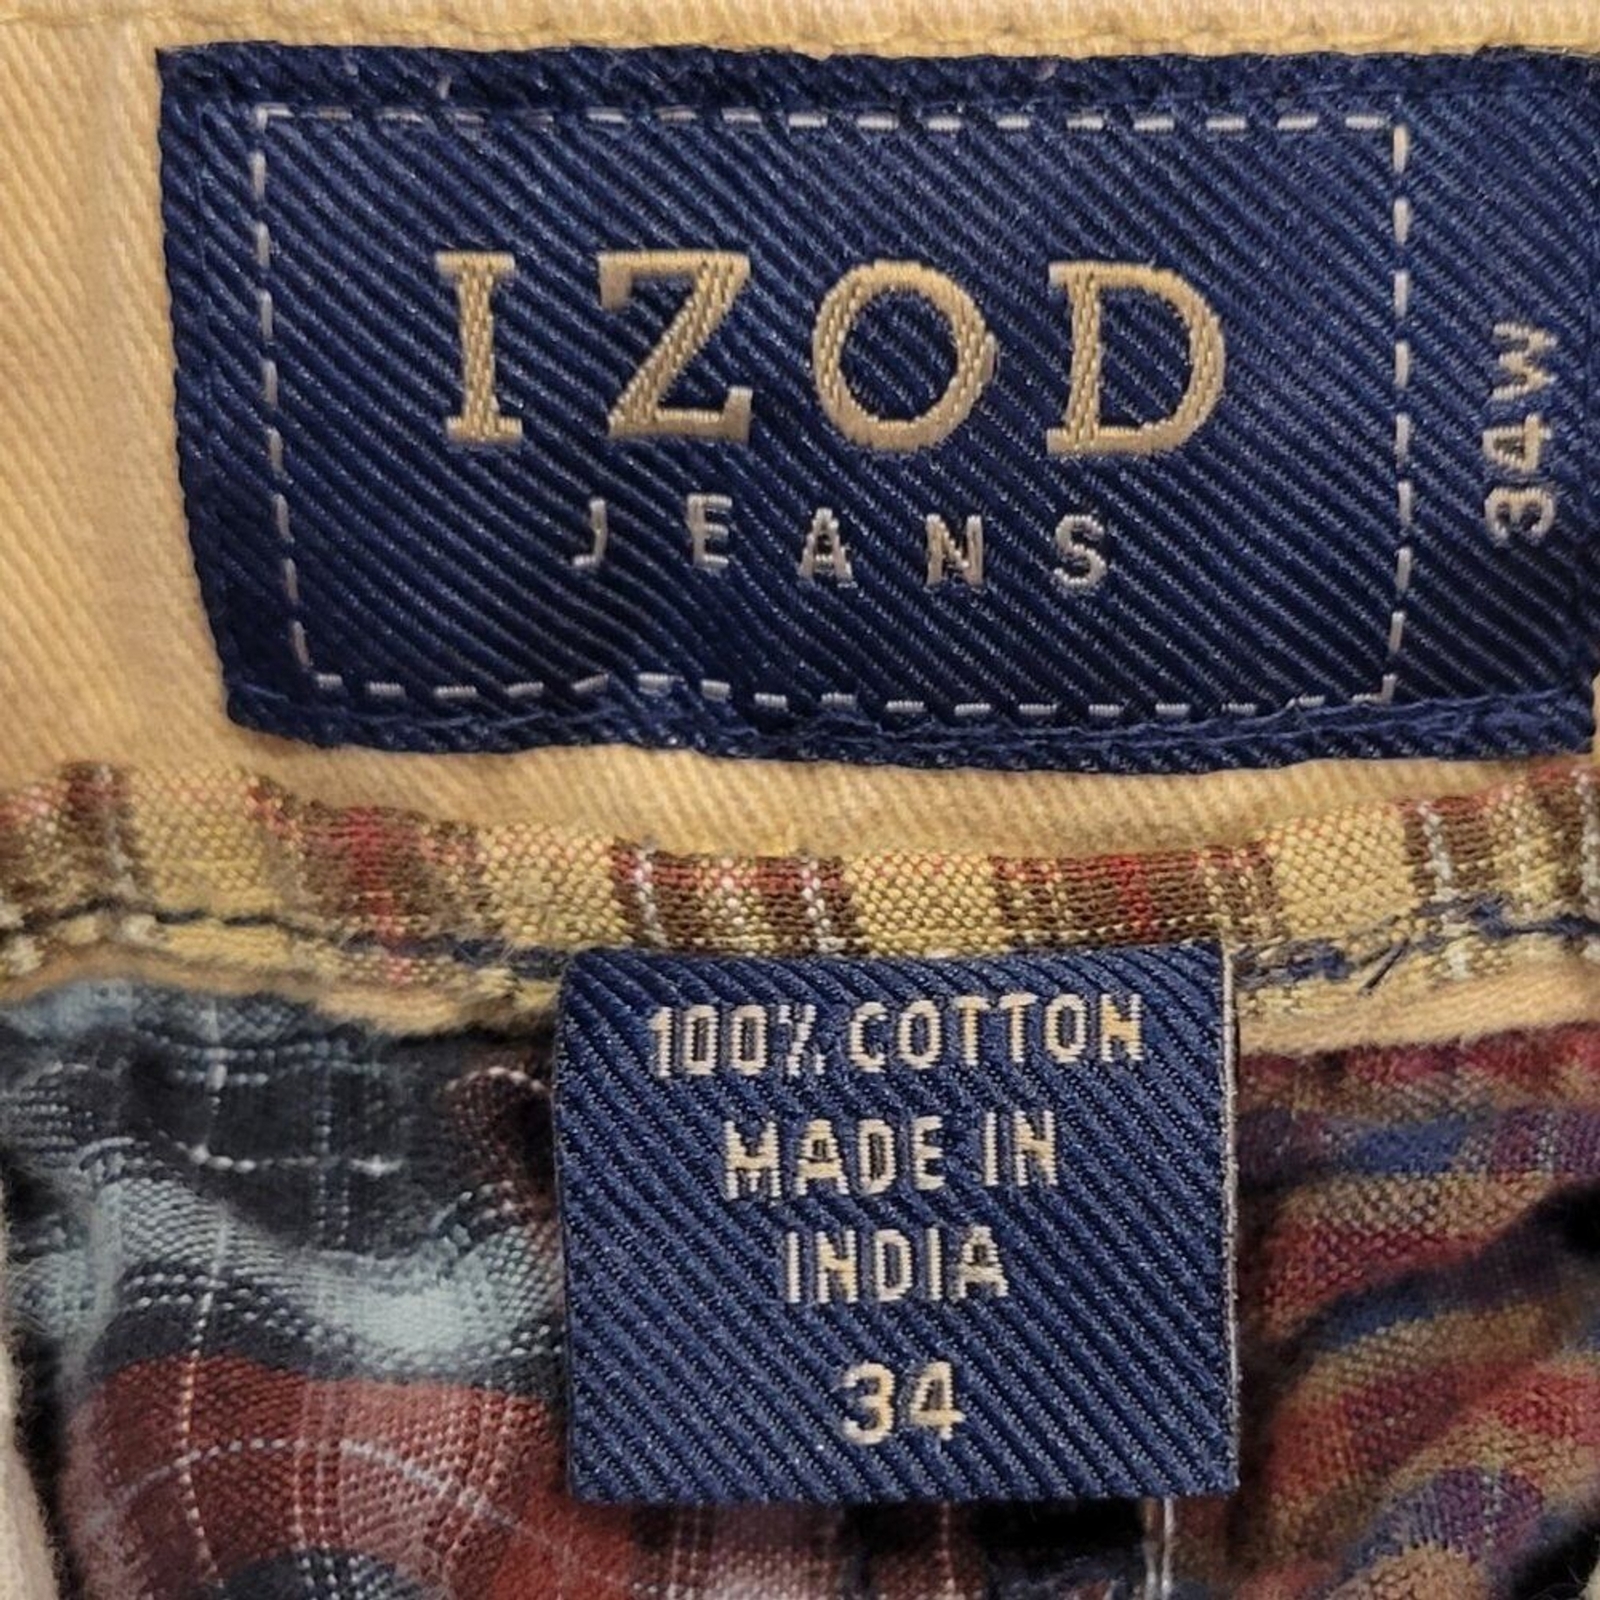 IZOD
JEANS
34W
100% COTTON
MADE IN
INDIA
34